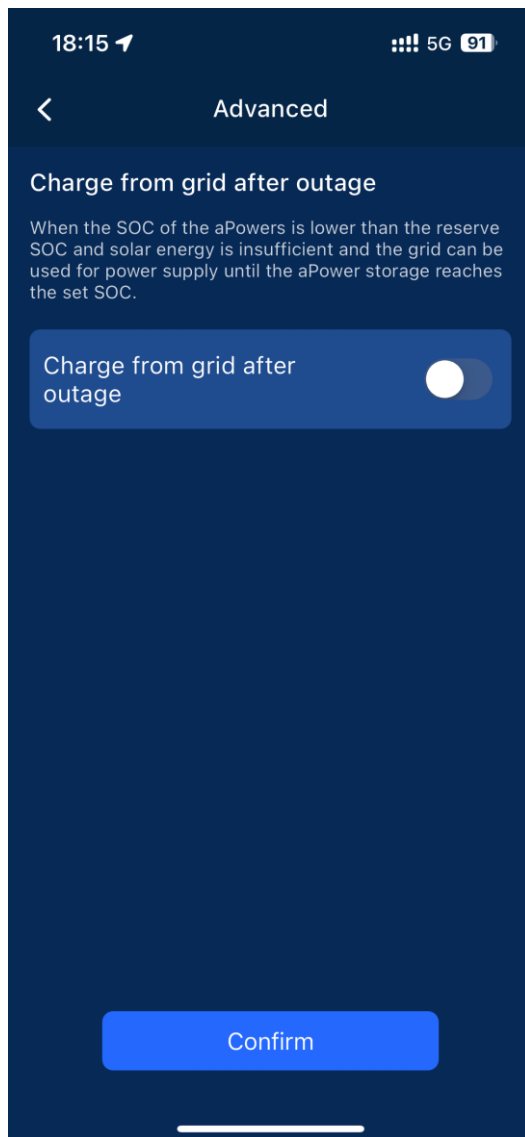 18:15 5G 91
Advanced
Charge from grid after outage
When the SOC of the aPowers is lower than the reserve
SOC and solar energy is insufficient and the grid can be
used for power supply until the aPower storage reaches
the set SOC.
Charge from grid after
outage
Confirm